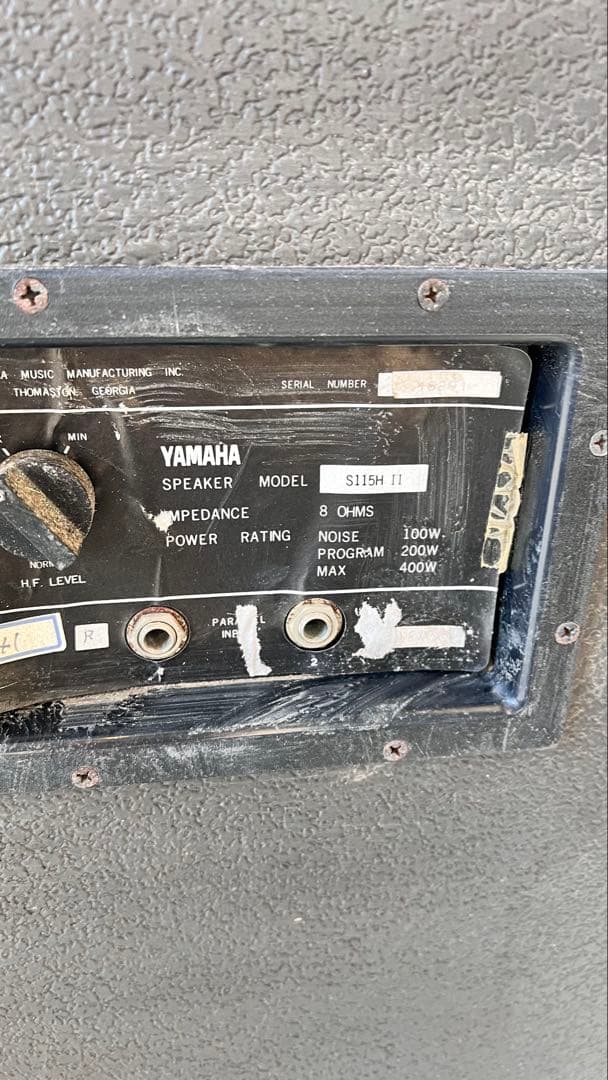 A MUSIC MANUFACTURING INC.
THOMASTON, GEORGIA
SERIAL NUMBER
MIN
YAMAHA
SPEAKER MODEL S115H II
IMPEDANCE 8 OHMS
POWER RATING NOISE 100W
PROGRAM 200W
MAX 400W
H.F. LEVEL
R
2